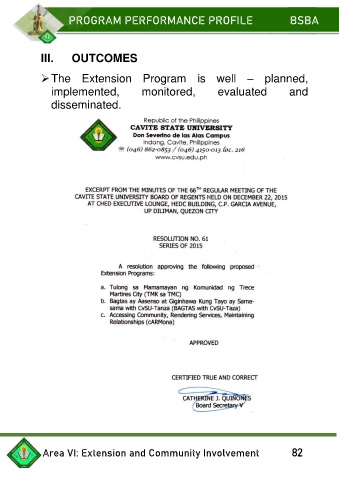 PROGRAM PERFORMANCE PROFILE BSBA
III. OUTCOMES
➢The Extension Program is well – planned,
implemented, monitored, evaluated and
disseminated.
Republic of the Philippines
CAVITE STATE UNIVERSITY
Don Severino de las Alas Campus
Indang, Cavite, Philippines
☎ (046) 862-0853 / (046) 4150-013 loc. 216
www.cvsu.edu.ph
EXCERPT FROM THE MINUTES OF THE 66TH REGULAR MEETING OF THE
CAVITE STATE UNIVERSITY BOARD OF REGENTS HELD ON DECEMBER 22, 2015
AT CHED EXECUTIVE LOUNGE, HEDC BUILDING, C.P. GARCIA AVENUE,
UP DILIMAN, QUEZON CITY
RESOLUTION NO. 61
SERIES OF 2015
A resolution approving the following proposed
Extension Programs:
a. Tulong sa Mamamayan ng Komunidad ng Trece
Martires City (TMK sa TMC)
b. Bagtas ay Aasenso at Giginhawa Kung Tayo ay Sama-
sama with CvSU-Tanza (BAGTAS with CvSU-Taza)
c. Accessing Community, Rendering Services, Maintaining
Relationships (cARMona)
APPROVED
CERTIFIED TRUE AND CORRECT
CATHERINE J. QUIÑONES
Board Secretary V
Area VI: Extension and Community Involvement 82